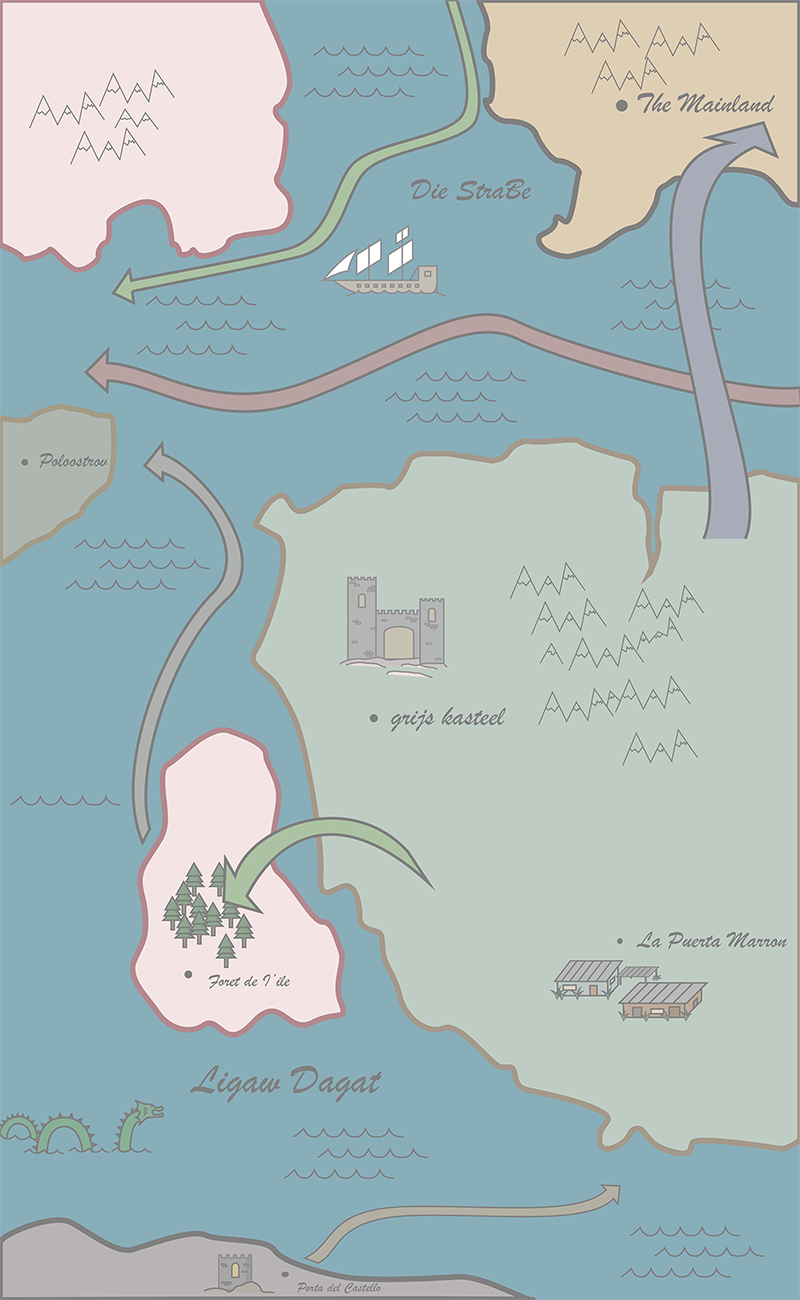 The Mainland
Die StraBe
Poloostrov
grijs kasteel
La Puerta Marron
Foret de I'ile
Ligaw Dagat
Porta del Castello